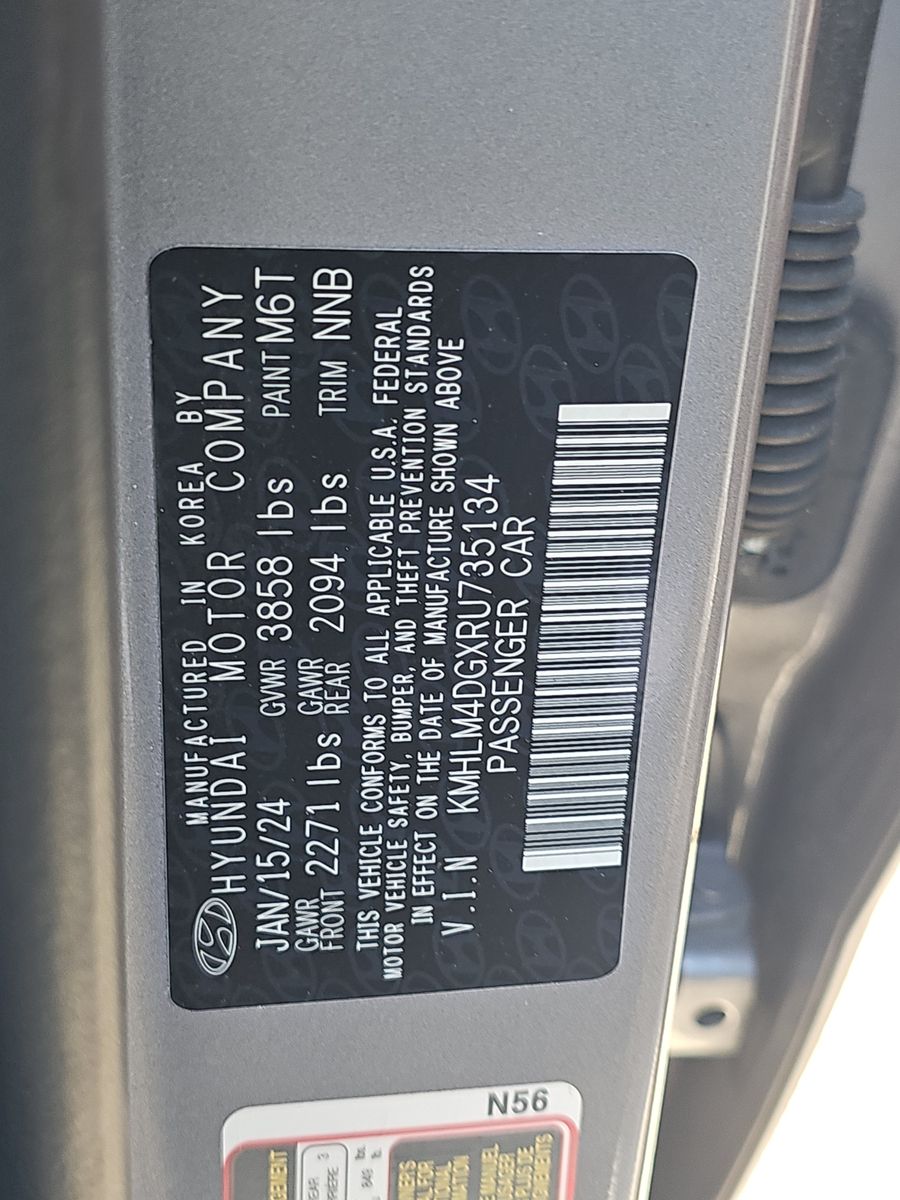 MANUFACTURED IN KOREA BY
HYUNDAI MOTOR COMPANY
JAN/15/24 GVWR 3858 lbs PAINT M6T
GAWR FRONT 2271 lbs GAWR REAR 2094 lbs TRIM NNB
THIS VEHICLE CONFORMS TO ALL APPLICABLE U.S.A. FEDERAL
MOTOR VEHICLE SAFETY, BUMPER, AND THEFT PREVENTION STANDARDS
IN EFFECT ON THE DATE OF MANUFACTURE SHOWN ABOVE
V.I.N KMHLM4DGXRU735134
PASSENGER CAR
N56
3